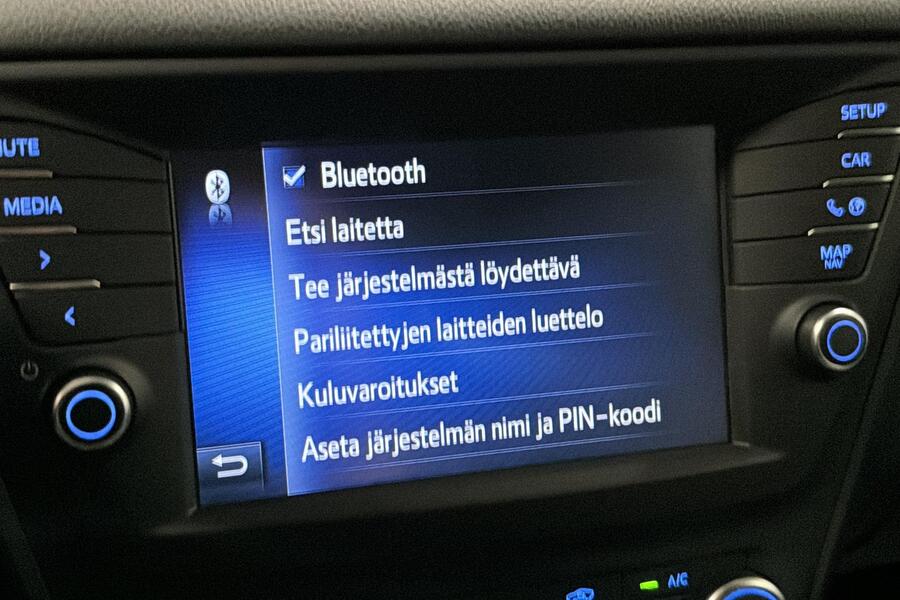 Bluetooth
Etsi laitetta
Tee järjestelmästä löydettävä
Pariliitettyjen laitteiden luettelo
Kuluvaroitukset
Aseta järjestelmän nimi ja PIN-koodi
MEDIA
>
<
SETUP
CAR
MAP
NAV
A/C